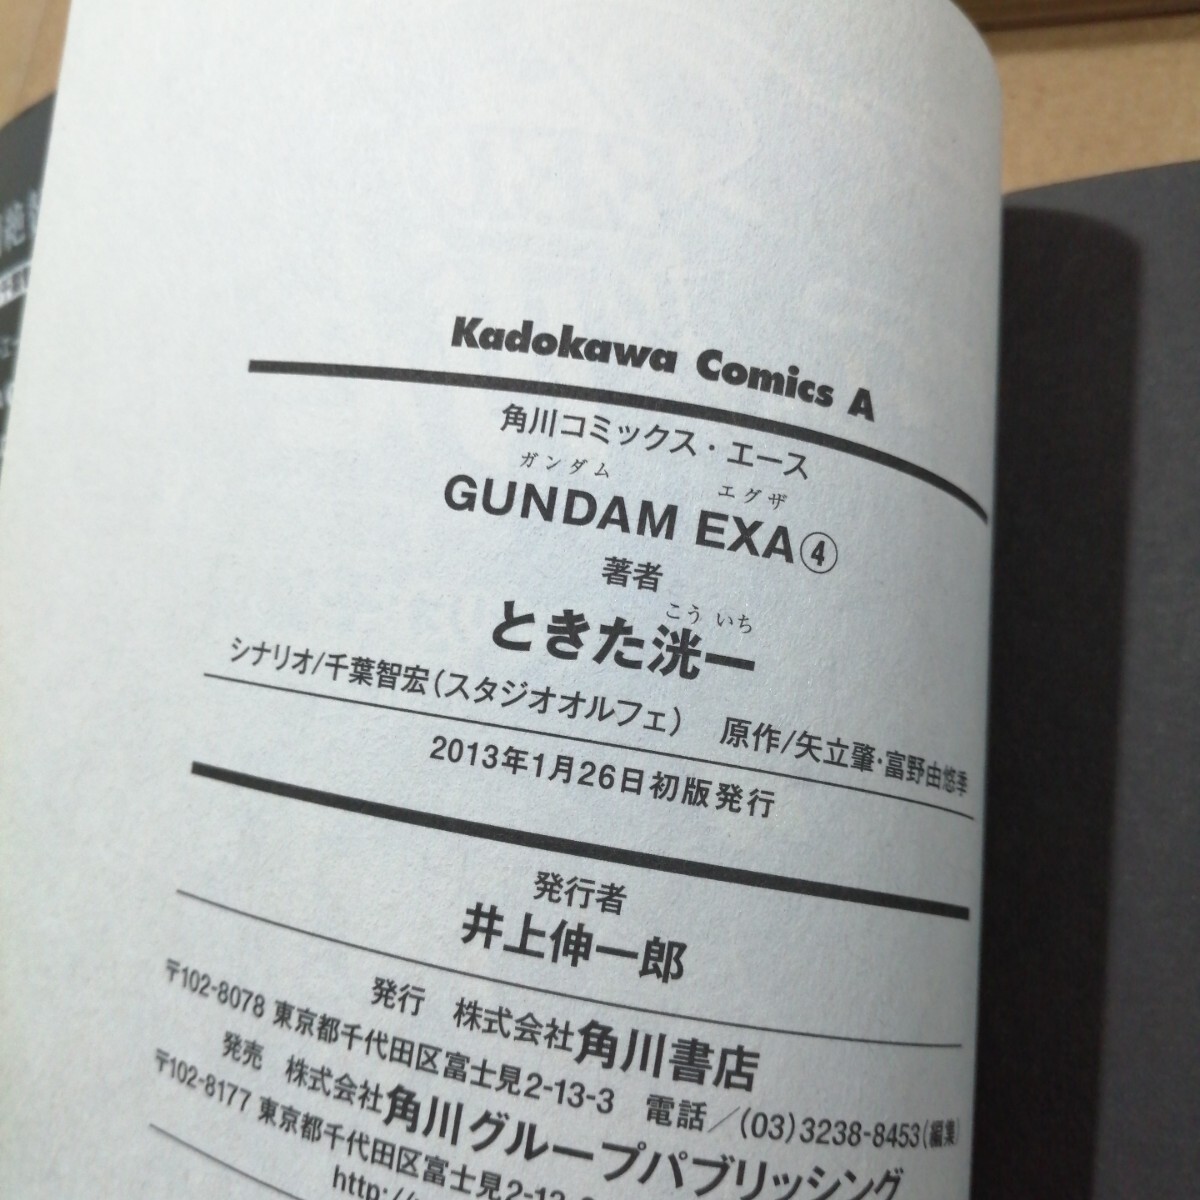 Kadokawa Comics A
角川コミックス・エース
ガンダム エグザ
GUNDAM EXA④
著者
こう いち
ときた洸一
シナリオ/千葉智宏(スタジオオルフェ) 原作/矢立肇・富野由悠季
2013年1月26日初版発行
発行者
井上伸一郎
発行 株式会社角川書店
〒102-8078 東京都千代田区富士見2-13-3 電話/(03)3238-8453(編集)
発売 株式会社角川グループパブリッシング
〒102-8177 東京都千代田区富士見2-13-
http://